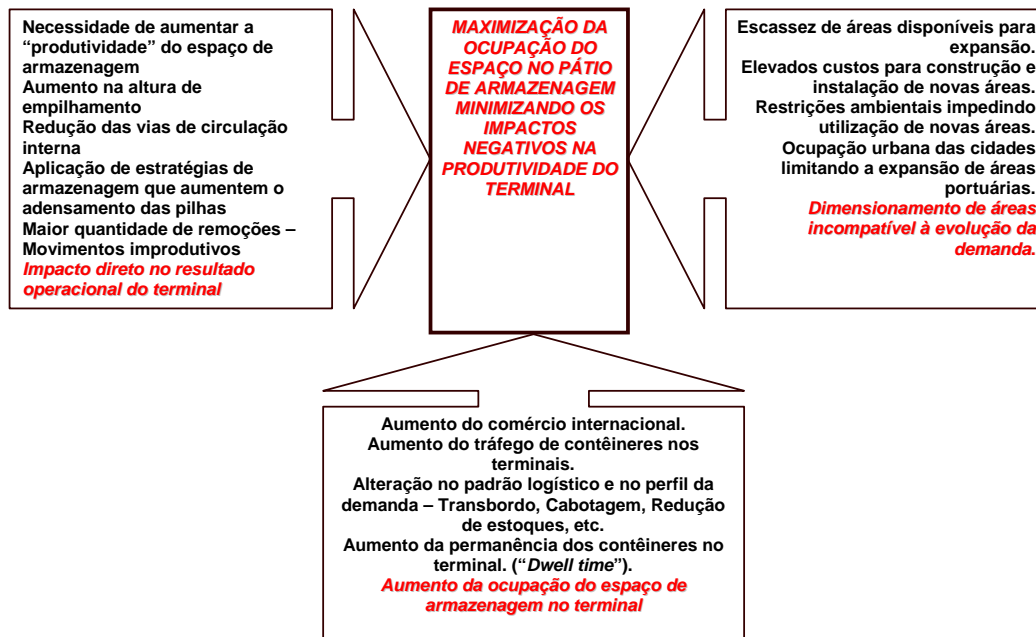 Necessidade de aumentar a
“produtividade” do espaço de
armazenagem
Aumento na altura de
empilhamento
Redução das vias de circulação
interna
Aplicação de estratégias de
armazenagem que aumentem o
adensamento das pilhas
Maior quantidade de remoções –
Movimentos improdutivos
Impacto direto no resultado
operacional do terminal
MAXIMIZAÇÃO DA
OCUPAÇÃO DO
ESPAÇO NO PÁTIO
DE ARMAZENAGEM
MINIMIZANDO OS
IMPACTOS
NEGATIVOS NA
PRODUTIVIDADE DO
TERMINAL
Escassez de áreas disponíveis para
expansão.
Elevados custos para construção e
instalação de novas áreas.
Restrições ambientais impedindo
utilização de novas áreas.
Ocupação urbana das cidades
limitando a expansão de áreas
portuárias.
Dimensionamento de áreas
incompatível à evolução da
demanda.
Aumento do comércio internacional.
Aumento do tráfego de contêineres nos
terminais.
Alteração no padrão logístico e no perfil da
demanda – Transbordo, Cabotagem, Redução
de estoques, etc.
Aumento da permanência dos contêineres no
terminal. (“Dwell time”).
Aumento da ocupação do espaço de
armazenagem no terminal